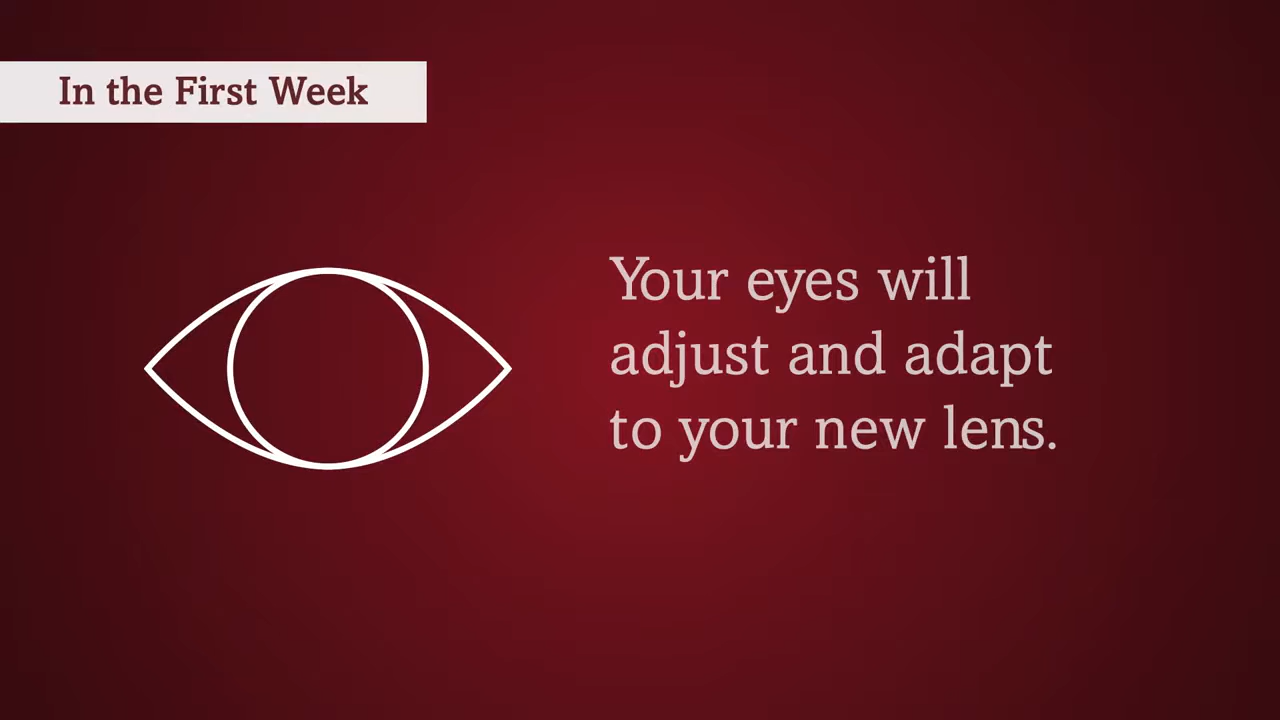 In the First Week
Your eyes will
adjust and adapt
to your new lens.